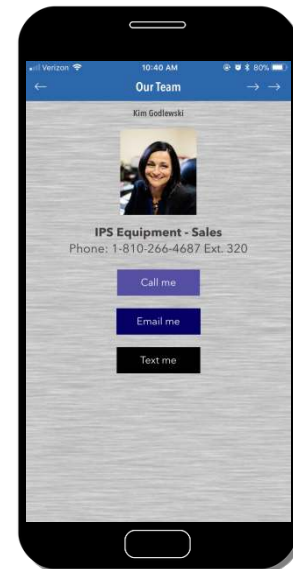 Verizon 10:40 AM 80%
Our Team
Kim Godlewski
IPS Equipment - Sales
Phone: 1-810-266-4687 Ext. 320
Call me
Email me
Text me